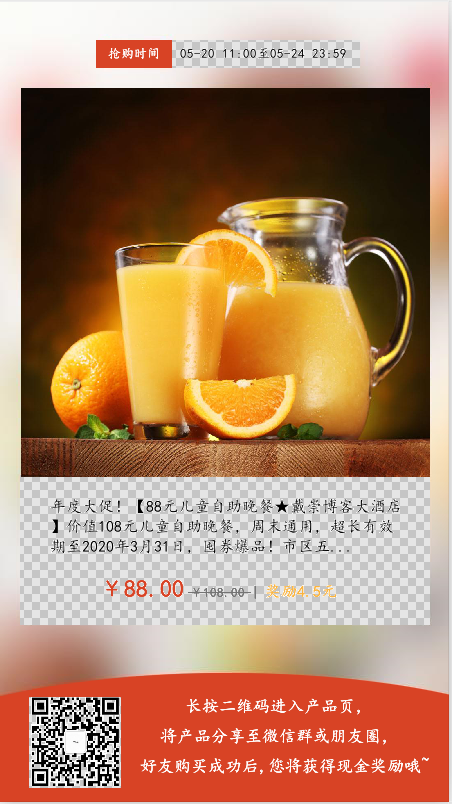 抢购时间 05-20 11:00至05-24 23:59
年度大促！【88元儿童自助晚餐★戴崇博客大酒店
】价值108元儿童自助晚餐，周末通用，超长有效
期至2020年3月31日，囤券爆品！市区五...
￥88.00 ￥108.00 | 奖励4.5元
长按二维码进入产品页，
将产品分享至微信群或朋友圈，
好友购买成功后,您将获得现金奖励哦~